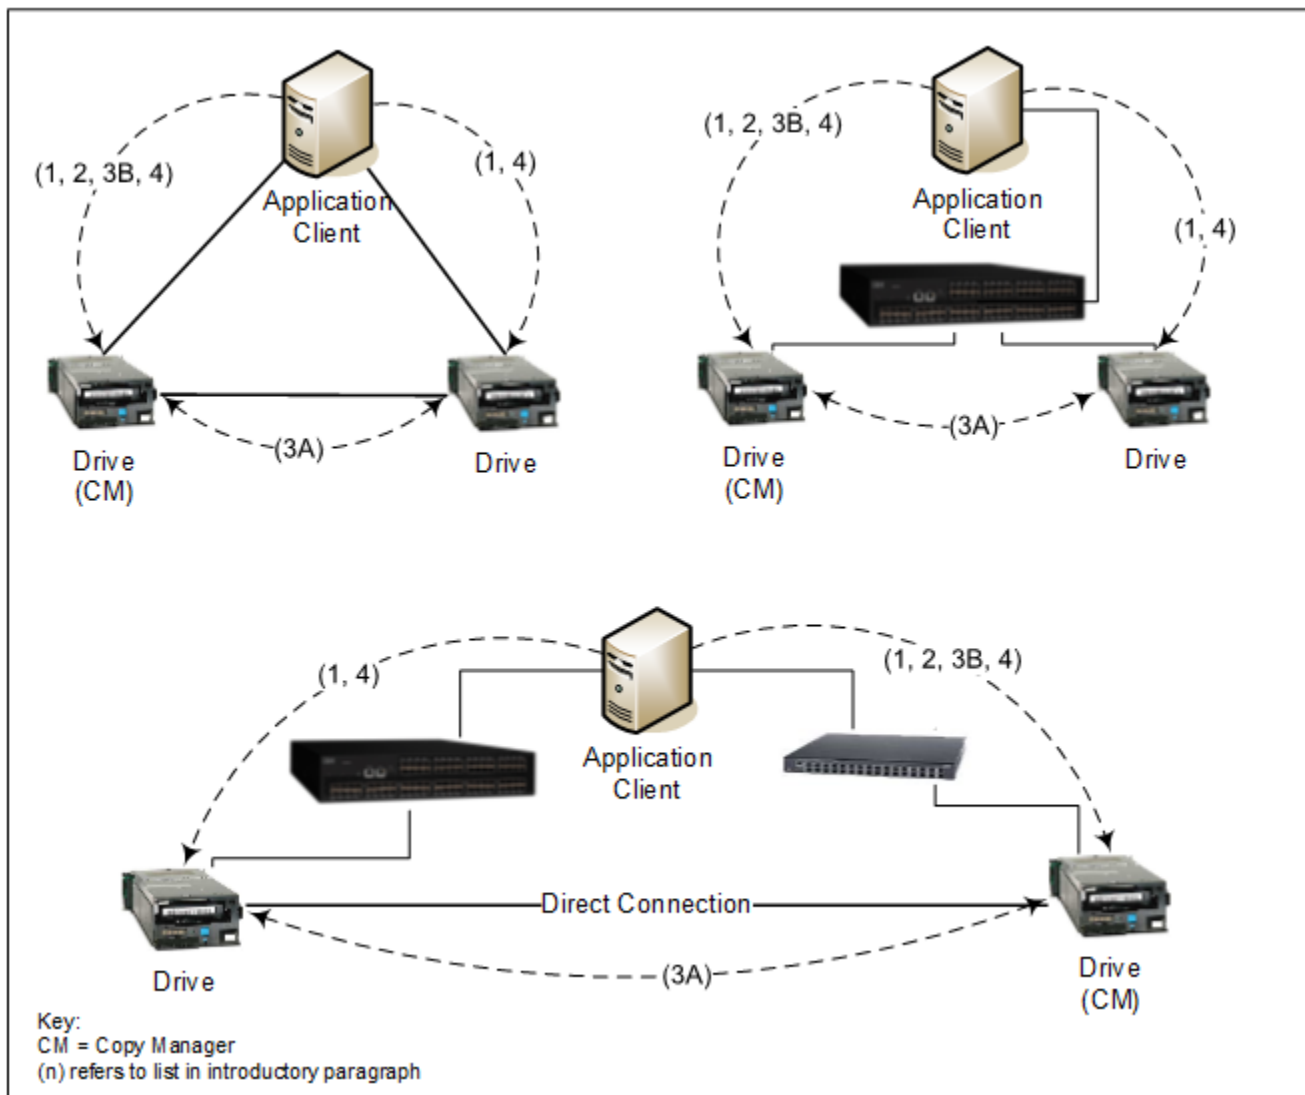 (1, 2, 3B, 4)
(1, 4)
Application
Client
(3A)
Drive
(CM)
Drive
(1, 2, 3B, 4)
Application
Client
(1, 4)
(3A)
Drive
(CM)
Drive
(1, 4)
(1, 2, 3B, 4)
Application
Client
Direct Connection
(3A)
Drive
Drive
(CM)
Key:
CM = Copy Manager
(n) refers to list in introductory paragraph